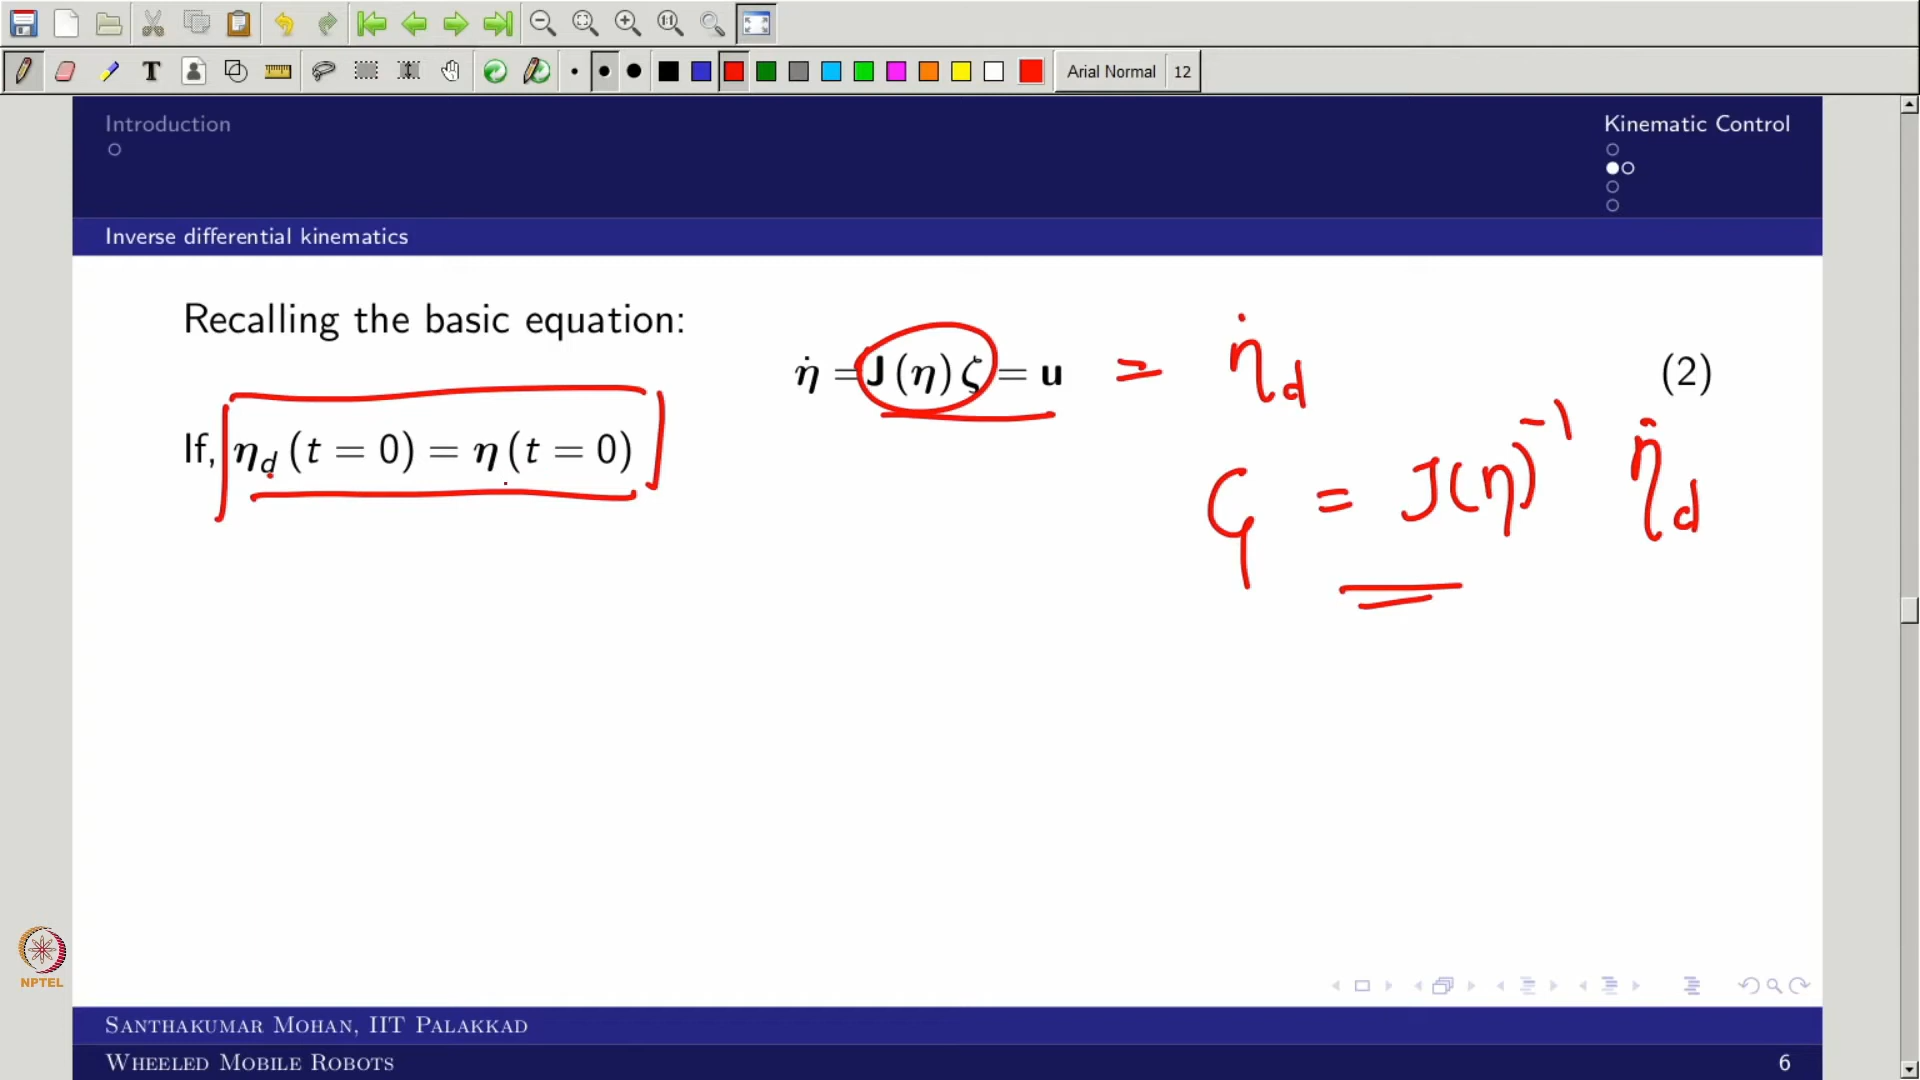 Arial Normal 12
Introduction
Kinematic Control
Inverse differential kinematics
Recalling the basic equation:
η̇ = J (η) ζ = u = η̇d (2)
If, ηd (t = 0) = η (t = 0)
ζ = J(η)⁻¹ η̇d
NPTEL
SANTHAKUMAR MOHAN, IIT PALAKKAD
WHEELED MOBILE ROBOTS 6